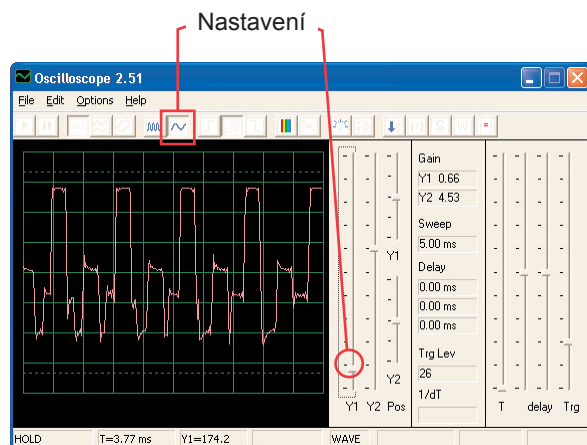 Nastavení
Oscilloscope 2.51
File Edit Options Help
Gain
Y1 0.66
Y2 4.53
Sweep
5.00 ms
Y1
Delay
0.00 ms
0.00 ms
0.00 ms
Trg Lev
26
Y2
1/dT
Y1 Y2 Pos
T delay Trg
HOLD T=3.77 ms Y1=174.2 WAVE